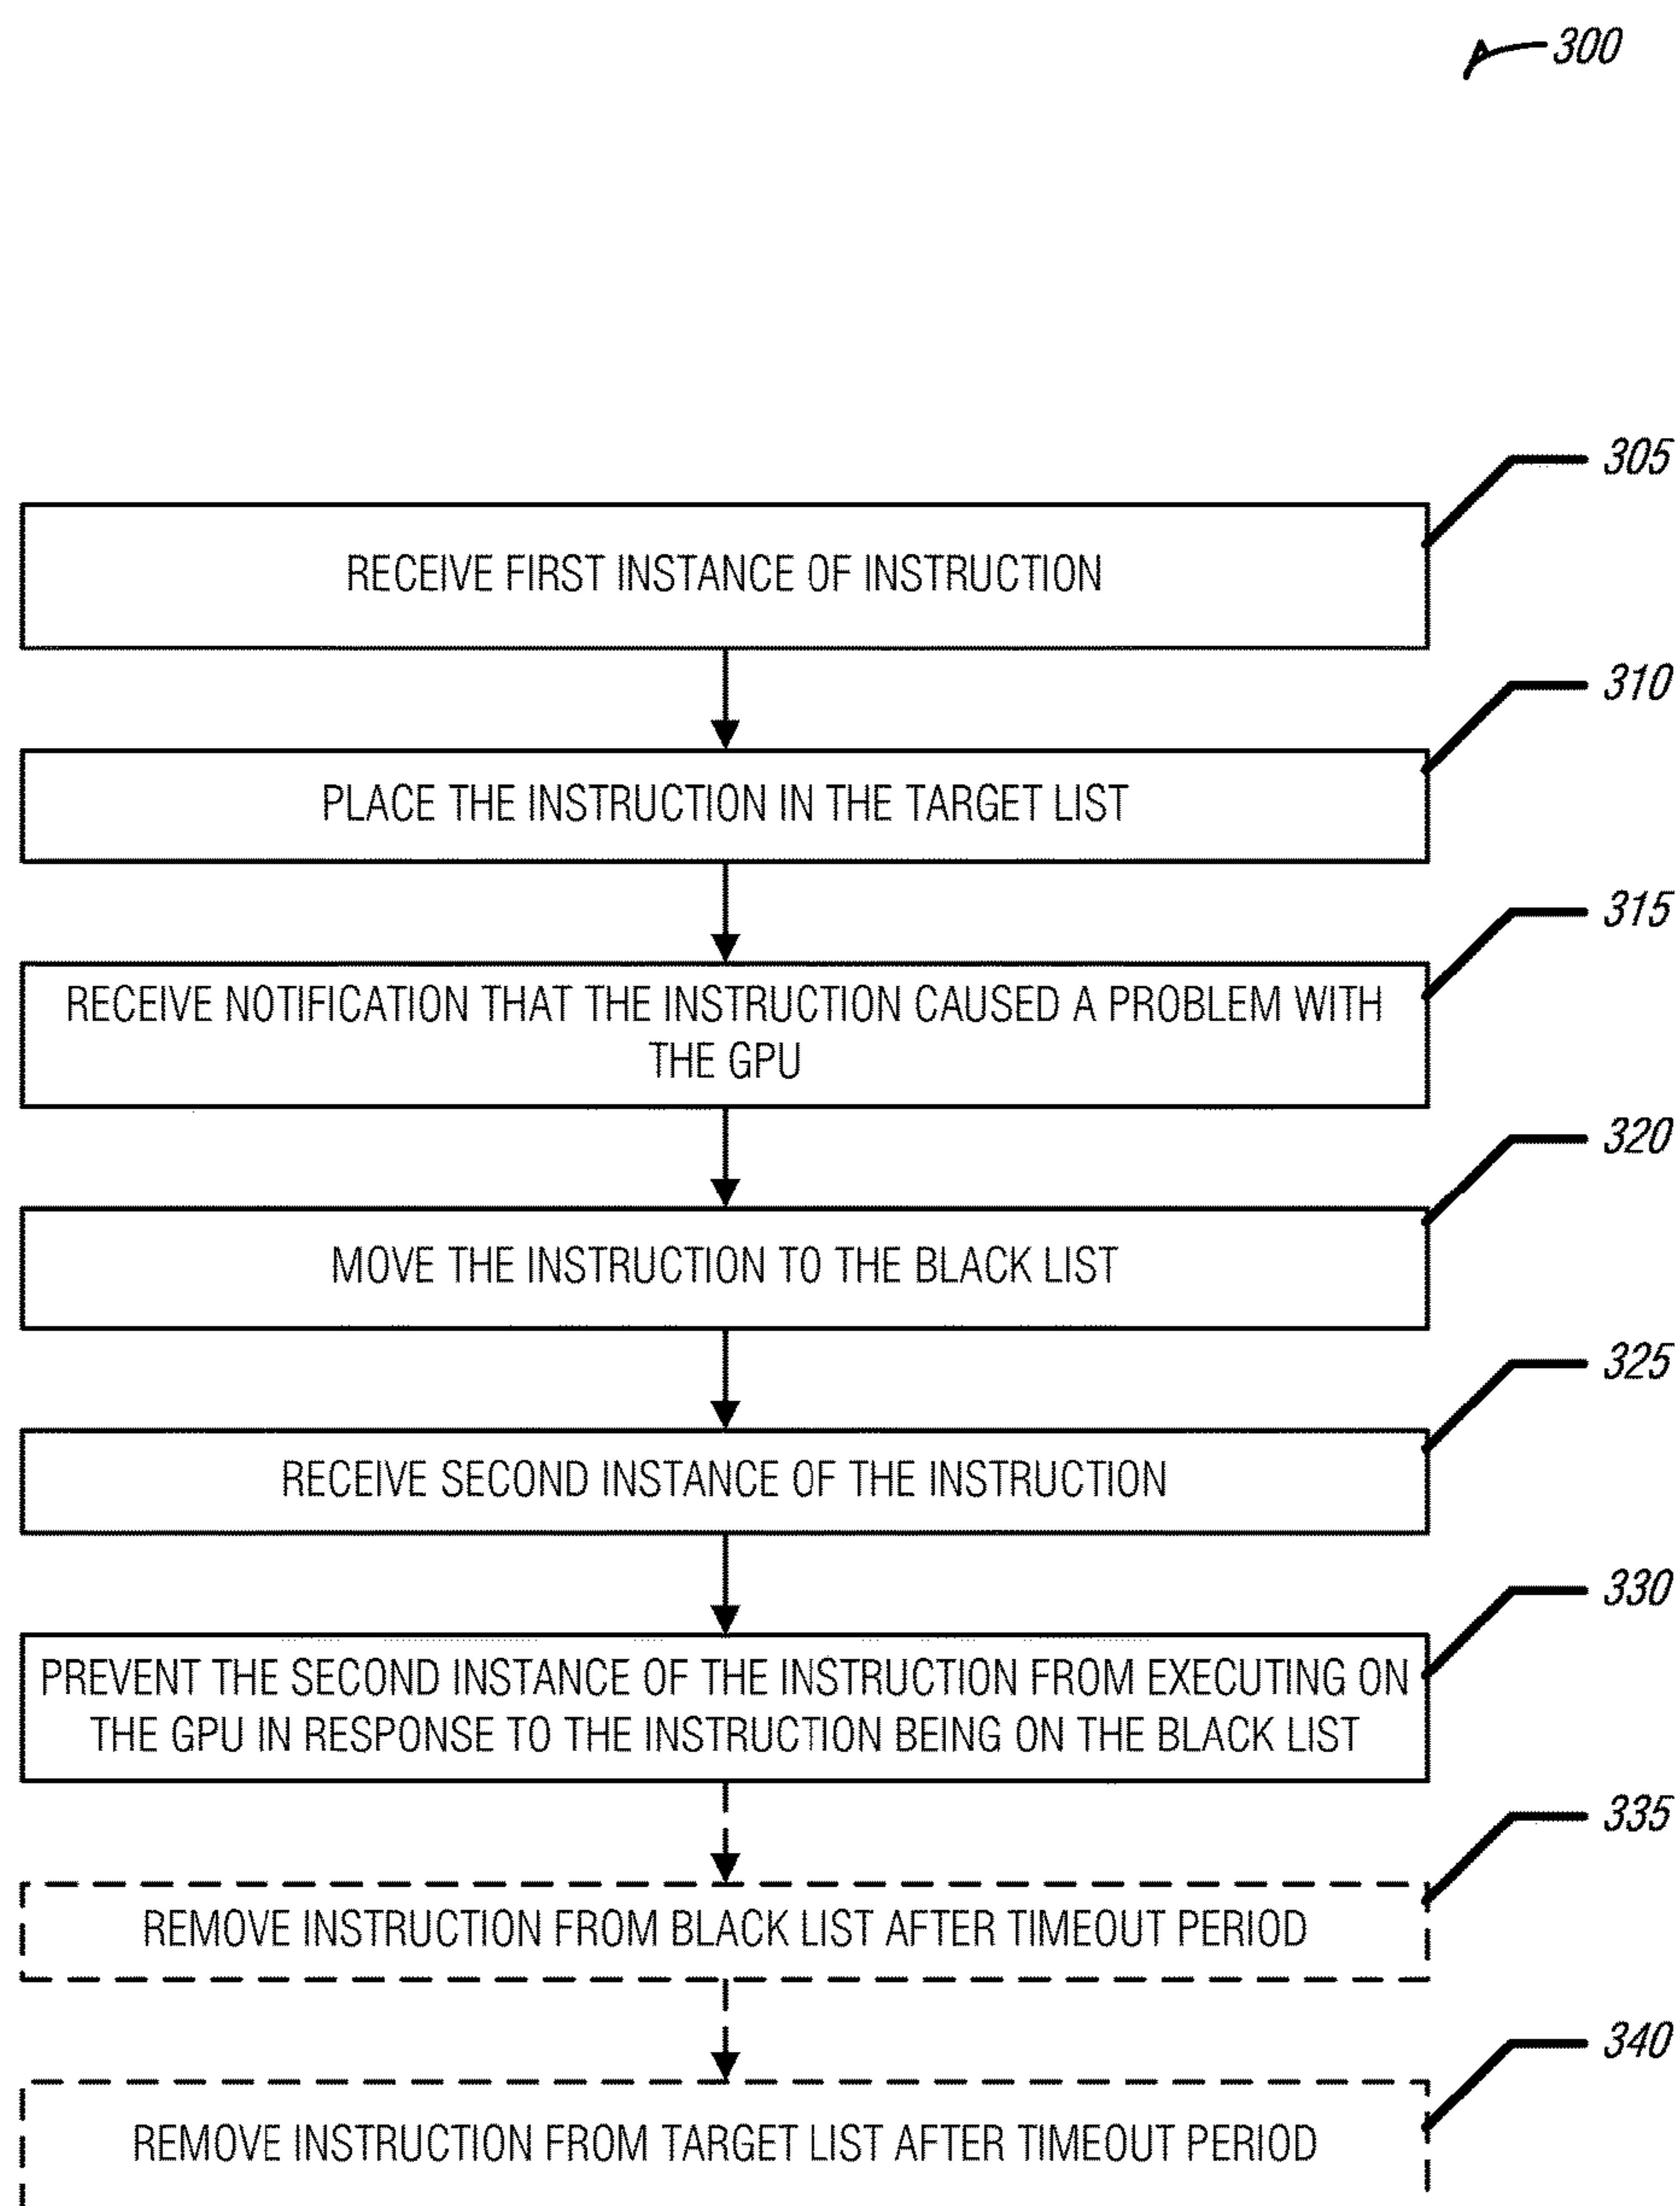 300
305
RECEIVE FIRST INSTANCE OF INSTRUCTION
310
PLACE THE INSTRUCTION IN THE TARGET LIST
315
RECEIVE NOTIFICATION THAT THE INSTRUCTION CAUSED A PROBLEM WITH
THE GPU
320
MOVE THE INSTRUCTION TO THE BLACK LIST
325
RECEIVE SECOND INSTANCE OF THE INSTRUCTION
330
PREVENT THE SECOND INSTANCE OF THE INSTRUCTION FROM EXECUTING ON
THE GPU IN RESPONSE TO THE INSTRUCTION BEING ON THE BLACK LIST
335
REMOVE INSTRUCTION FROM BLACK LIST AFTER TIMEOUT PERIOD
340
REMOVE INSTRUCTION FROM TARGET LIST AFTER TIMEOUT PERIOD